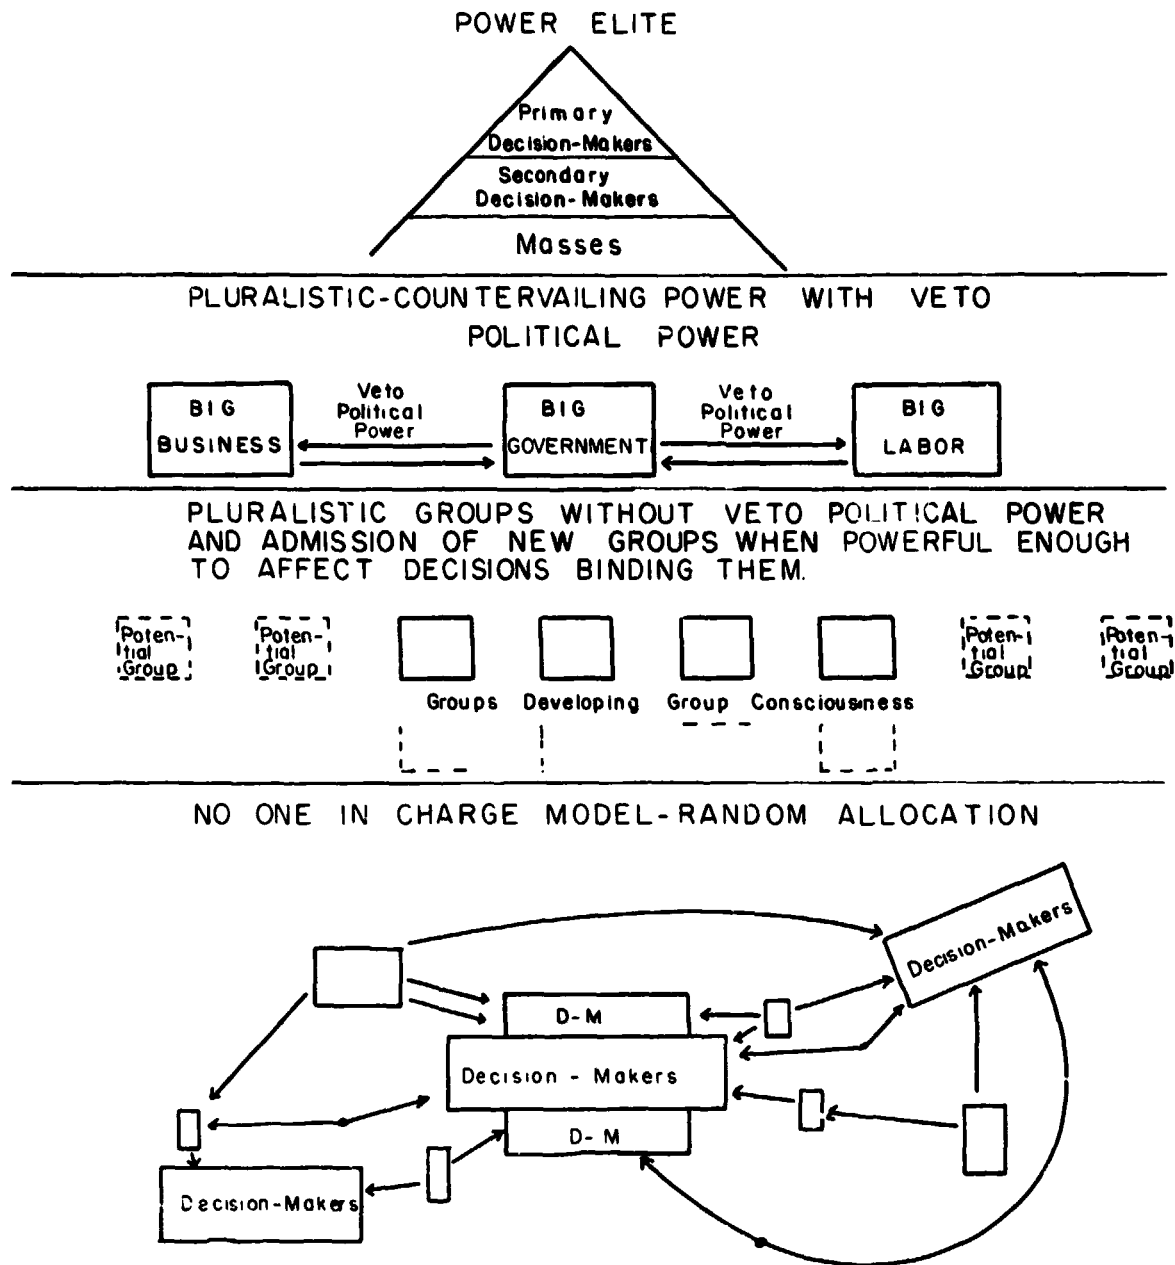 POWER ELITE
Primary
Decision-Makers
Secondary
Decision-Makers
Masses
PLURALISTIC-COUNTERVAILING POWER WITH VETO
POLITICAL POWER
BIG
BUSINESS
Veto
Political
Power
BIG
GOVERNMENT
Veto
Political
Power
BIG
LABOR
PLURALISTIC GROUPS WITHOUT VETO POLITICAL POWER
AND ADMISSION OF NEW GROUPS WHEN POWERFUL ENOUGH
TO AFFECT DECISIONS BINDING THEM.
Poten-
tial
Group
Poten-
tial
Group
Poten-
tial
Group
Poten-
tial
Group
Groups Developing Group Consciousness
NO ONE IN CHARGE MODEL-RANDOM ALLOCATION
Decision-Makers
D-M
Decision - Makers
D-M
Decision-Makers